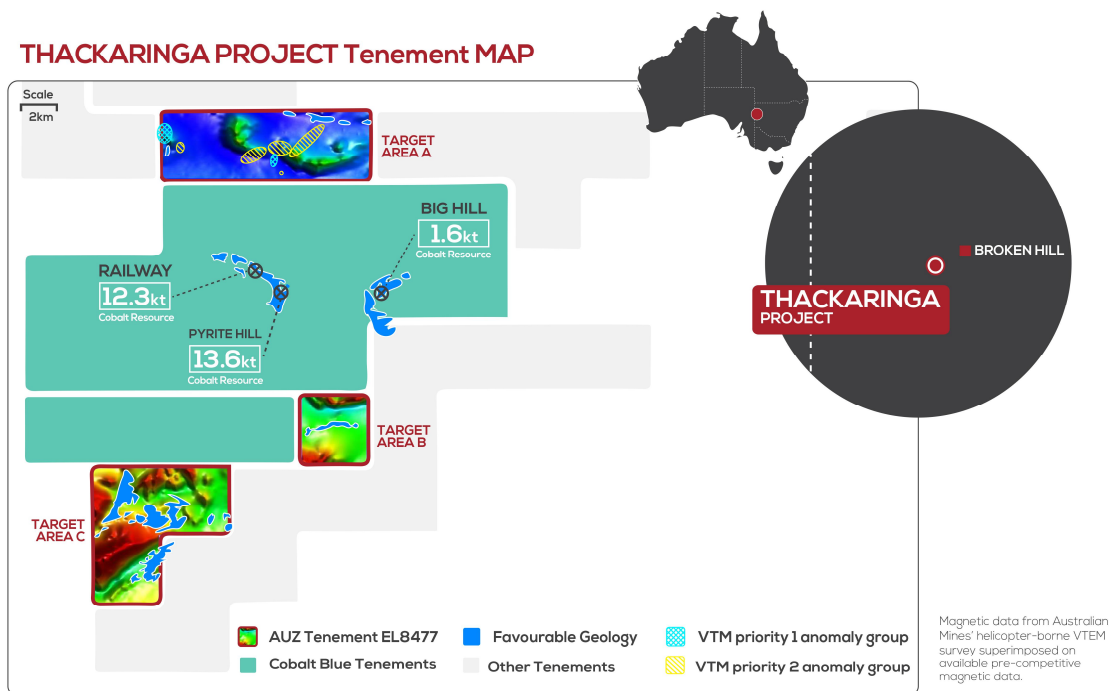 THACKARINGA PROJECT Tenement MAP
Scale
2km
TARGET
AREA A
BIG HILL
1.6kt
Cobalt Resource
RAILWAY
12.3kt
Cobalt Resource
PYRITE HILL
13.6kt
Cobalt Resource
BROKEN HILL
THACKARINGA
PROJECT
TARGET
AREA B
TARGET
AREA C
AUZ Tenement EL8477
Favourable Geology
VTM priority 1 anomaly group
Cobalt Blue Tenements
Other Tenements
VTM priority 2 anomaly group
Magnetic data from Australian
Mines' helicopter-borne VTEM
survey superimposed on
available pre-competitive
magnetic data.